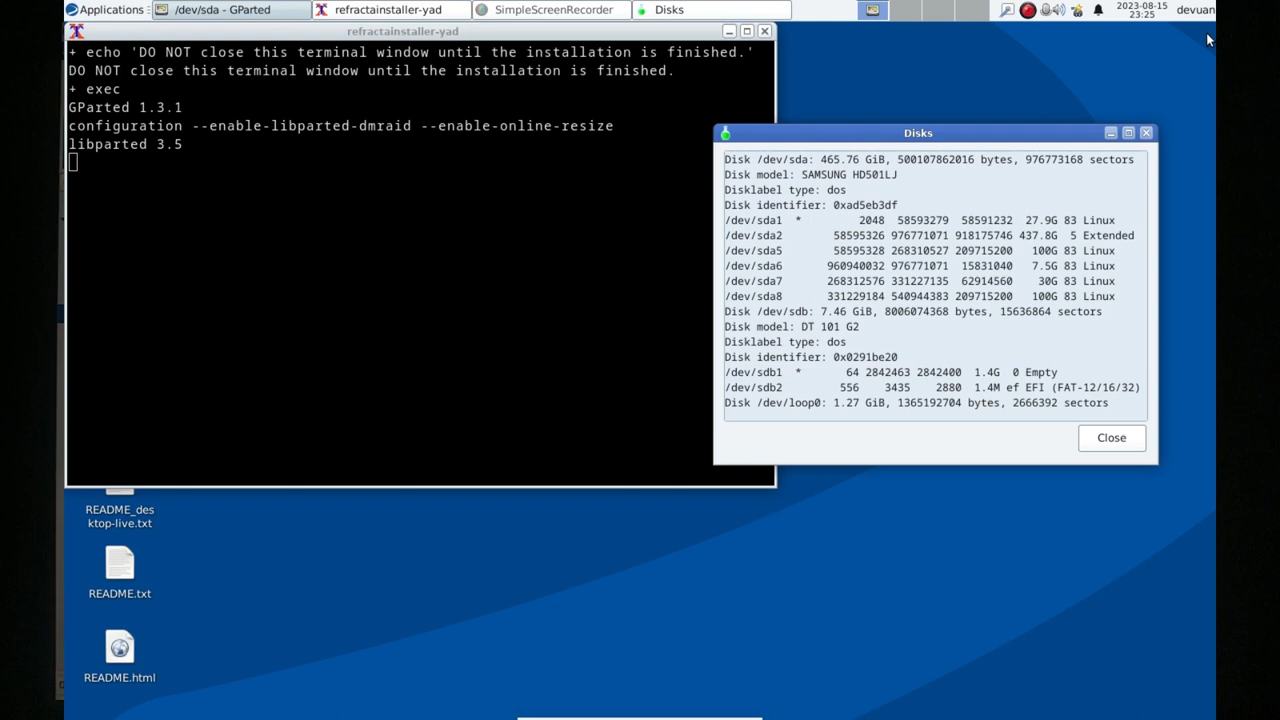 Applications
/dev/sda - GParted
refractainstaller-yad
SimpleScreenRecorder
Disks
2023-08-15
23:25
devuan
refractainstaller-yad
+ echo 'DO NOT close this terminal window until the installation is finished.'
DO NOT close this terminal window until the installation is finished.
+ exec
GParted 1.3.1
configuration --enable-libparted-dmraid --enable-online-resize
libparted 3.5
Disks
Disk /dev/sda: 465.76 GiB, 500107862016 bytes, 976773168 sectors
Disk model: SAMSUNG HD501LJ
Disklabel type: dos
Disk identifier: 0xad5eb3df
/dev/sda1 * 2048 58593279 58591232 27.9G 83 Linux
/dev/sda2 58595326 976771071 918175746 437.8G 5 Extended
/dev/sda5 58595328 268310527 209715200 100G 83 Linux
/dev/sda6 960940032 976771071 15831040 7.5G 83 Linux
/dev/sda7 268312576 331227135 62914560 30G 83 Linux
/dev/sda8 331229184 540944383 209715200 100G 83 Linux
Disk /dev/sdb: 7.46 GiB, 8006074368 bytes, 15636864 sectors
Disk model: DT 101 G2
Disklabel type: dos
Disk identifier: 0x0291be20
/dev/sdb1 * 64 2842463 2842400 1.4G 0 Empty
/dev/sdb2 556 3435 2880 1.4M ef EFI (FAT-12/16/32)
Disk /dev/loop0: 1.27 GiB, 1365192704 bytes, 2666392 sectors
Close
README_des
ktop-live.txt
README.txt
README.html